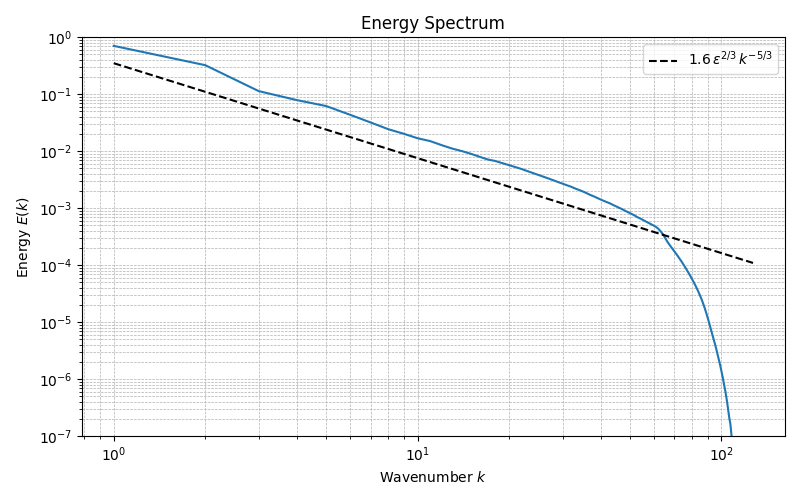 Energy Spectrum
1.6 ε^{2/3} k^{-5/3}
Energy E(k)
10^0
10^{-1}
10^{-2}
10^{-3}
10^{-4}
10^{-5}
10^{-6}
10^{-7}
10^0
10^1
10^2
Wavenumber k